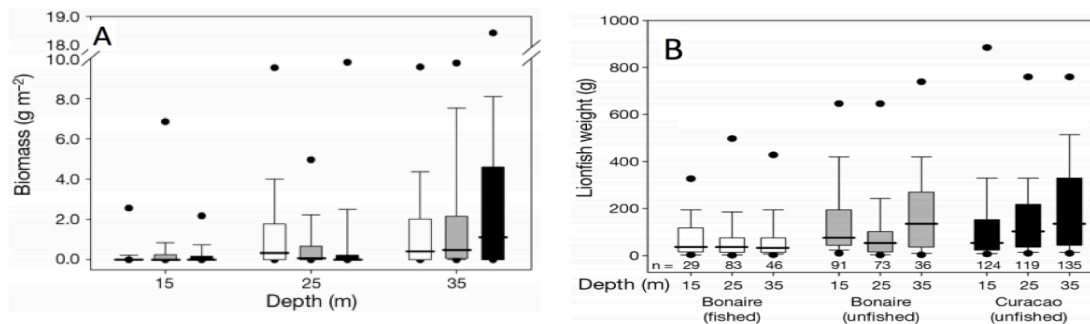 A
19.0
18.0
10.0
8.0
6.0
4.0
2.0
0.0
Biomass (g m⁻²)
15 25 35
Depth (m)
B
1000
800
600
400
200
0
Lionfish weight (g)
n = 29 83 46 91 73 36 124 119 135
Depth (m) 15 25 35 15 25 35 15 25 35
Bonaire Bonaire Curacao
(fished) (unfished) (unfished)